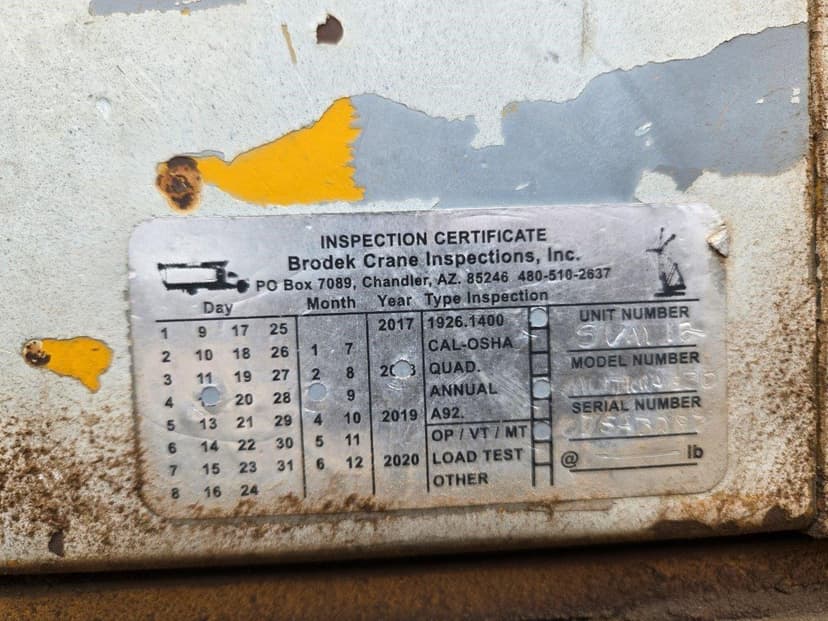 INSPECTION CERTIFICATE
Brodek Crane Inspections, Inc.
PO Box 7089, Chandler, AZ. 85246 480-510-2637
Day Month Year Type Inspection
1 9 17 25 2017 1926.1400 UNIT NUMBER
2 10 18 26 1 7 CAL-OSHA
3 11 19 27 2 8 QUAD. MODEL NUMBER
4 20 28 9 ANNUAL
5 13 21 29 4 10 2019 A92. SERIAL NUMBER
6 14 22 30 5 11 OP / VT / MT
7 15 23 31 6 12 2020 LOAD TEST @ lb
8 16 24 OTHER